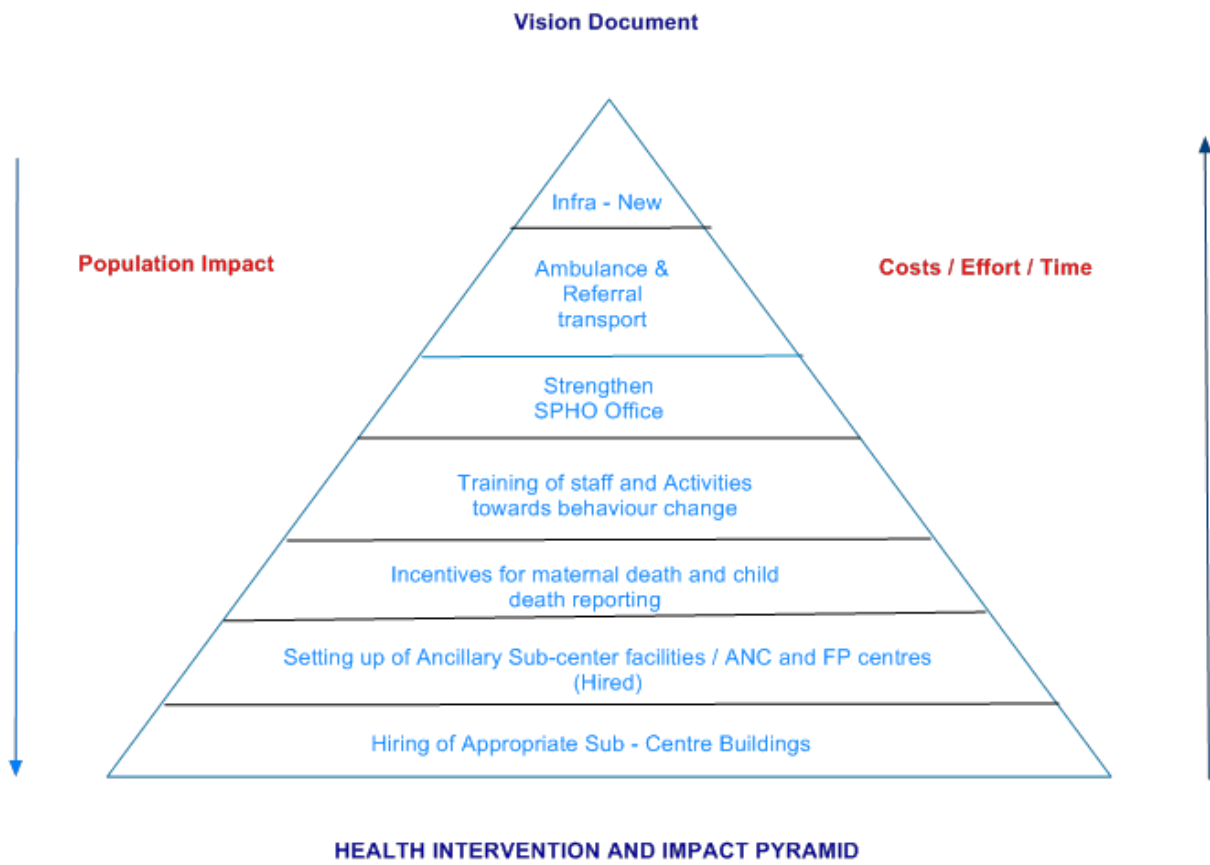 Vision Document
Infra - New
Population Impact
Costs / Effort / Time
Ambulance &
Referral
transport
Strengthen
SPHO Office
Training of staff and Activities
towards behaviour change
Incentives for maternal death and child
death reporting
Setting up of Ancillary Sub-center facilities / ANC and FP centres
(Hired)
Hiring of Appropriate Sub - Centre Buildings
HEALTH INTERVENTION AND IMPACT PYRAMID